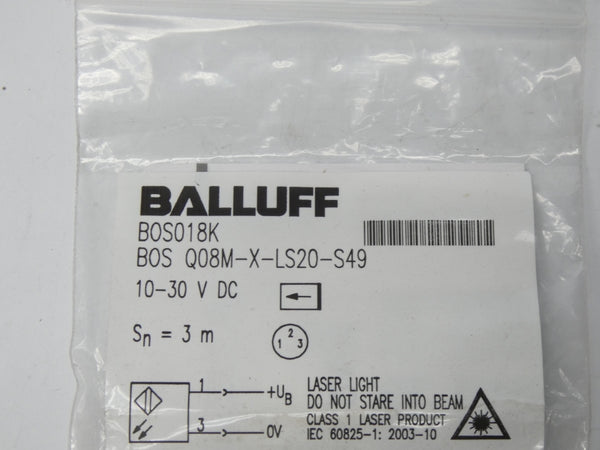 BALLUFF
BOS018K
BOS Q08M-X-LS20-S49
10-30 V DC
Sn = 3 m
1 2 3
1 +UB
3 0V
LASER LIGHT
DO NOT STARE INTO BEAM
CLASS 1 LASER PRODUCT
IEC 60825-1: 2003-10